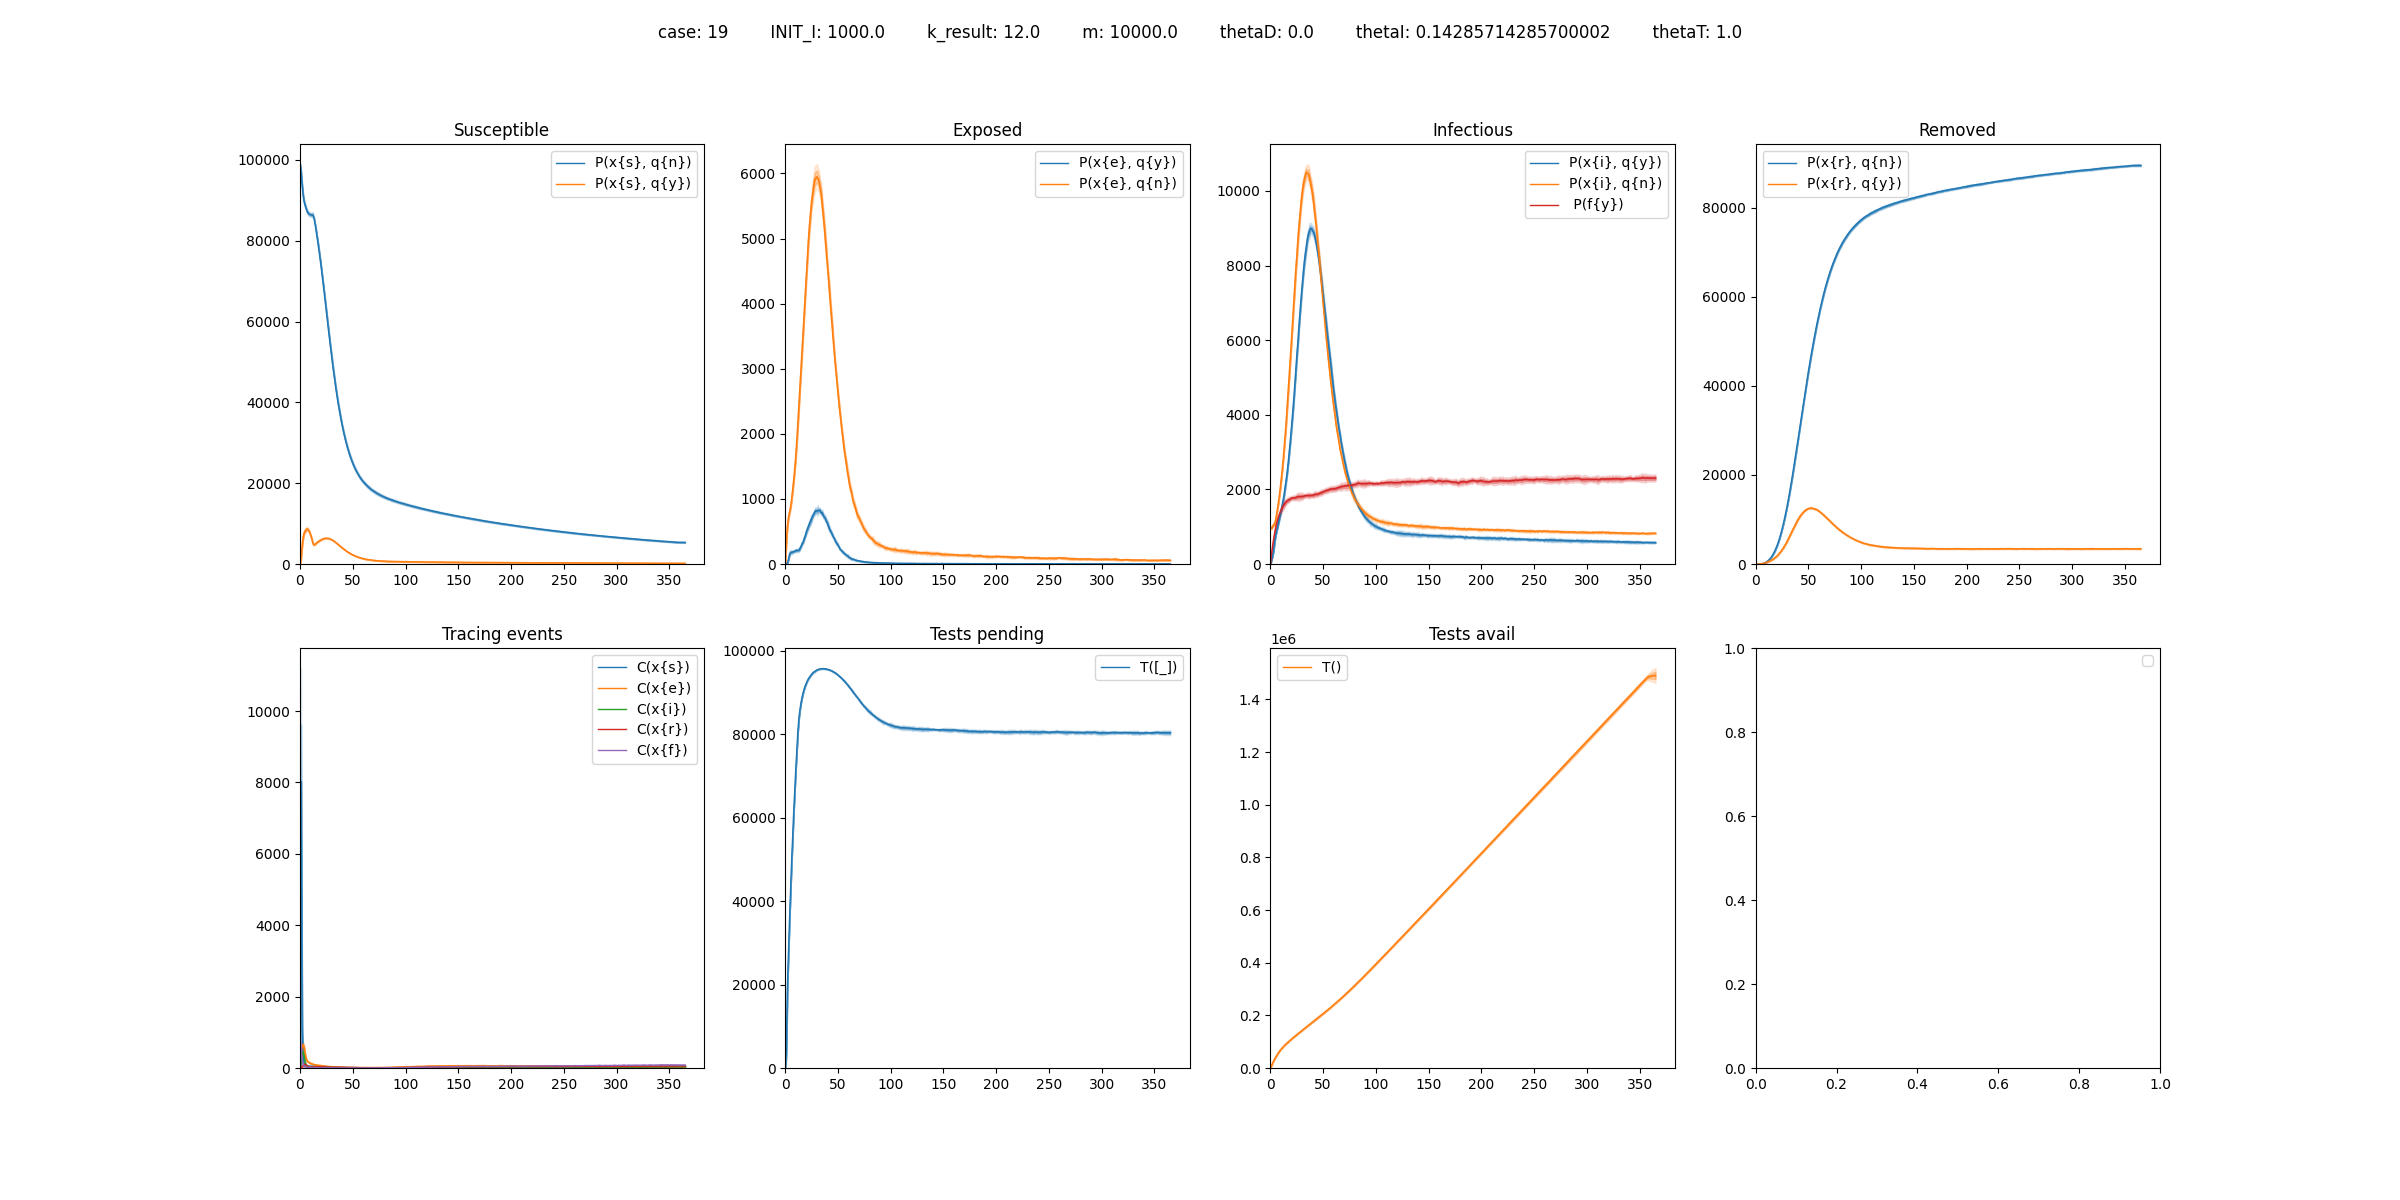 case: 19 INIT_I: 1000.0 k_result: 12.0 m: 10000.0 thetaD: 0.0 thetaI: 0.14285714285700002 thetaT: 1.0
Susceptible
100000
80000
60000
40000
20000
0
0 50 100 150 200 250 300 350
P(x{s}, q{n})
P(x{s}, q{y})
Exposed
6000
5000
4000
3000
2000
1000
0
0 50 100 150 200 250 300 350
P(x{e}, q{y})
P(x{e}, q{n})
Infectious
10000
8000
6000
4000
2000
0
0 50 100 150 200 250 300 350
P(x{i}, q{y})
P(x{i}, q{n})
P(f{y})
Removed
80000
60000
40000
20000
0
0 50 100 150 200 250 300 350
P(x{r}, q{n})
P(x{r}, q{y})
Tracing events
10000
8000
6000
4000
2000
0
0 50 100 150 200 250 300 350
C(x{s})
C(x{e})
C(x{i})
C(x{r})
C(x{f})
Tests pending
100000
80000
60000
40000
20000
0
0 50 100 150 200 250 300 350
T([_])
Tests avail
1e6
1.4
1.2
1.0
0.8
0.6
0.4
0.2
0.0
0 50 100 150 200 250 300 350
T()
1.0
0.8
0.6
0.4
0.2
0.0
0.0 0.2 0.4 0.6 0.8 1.0